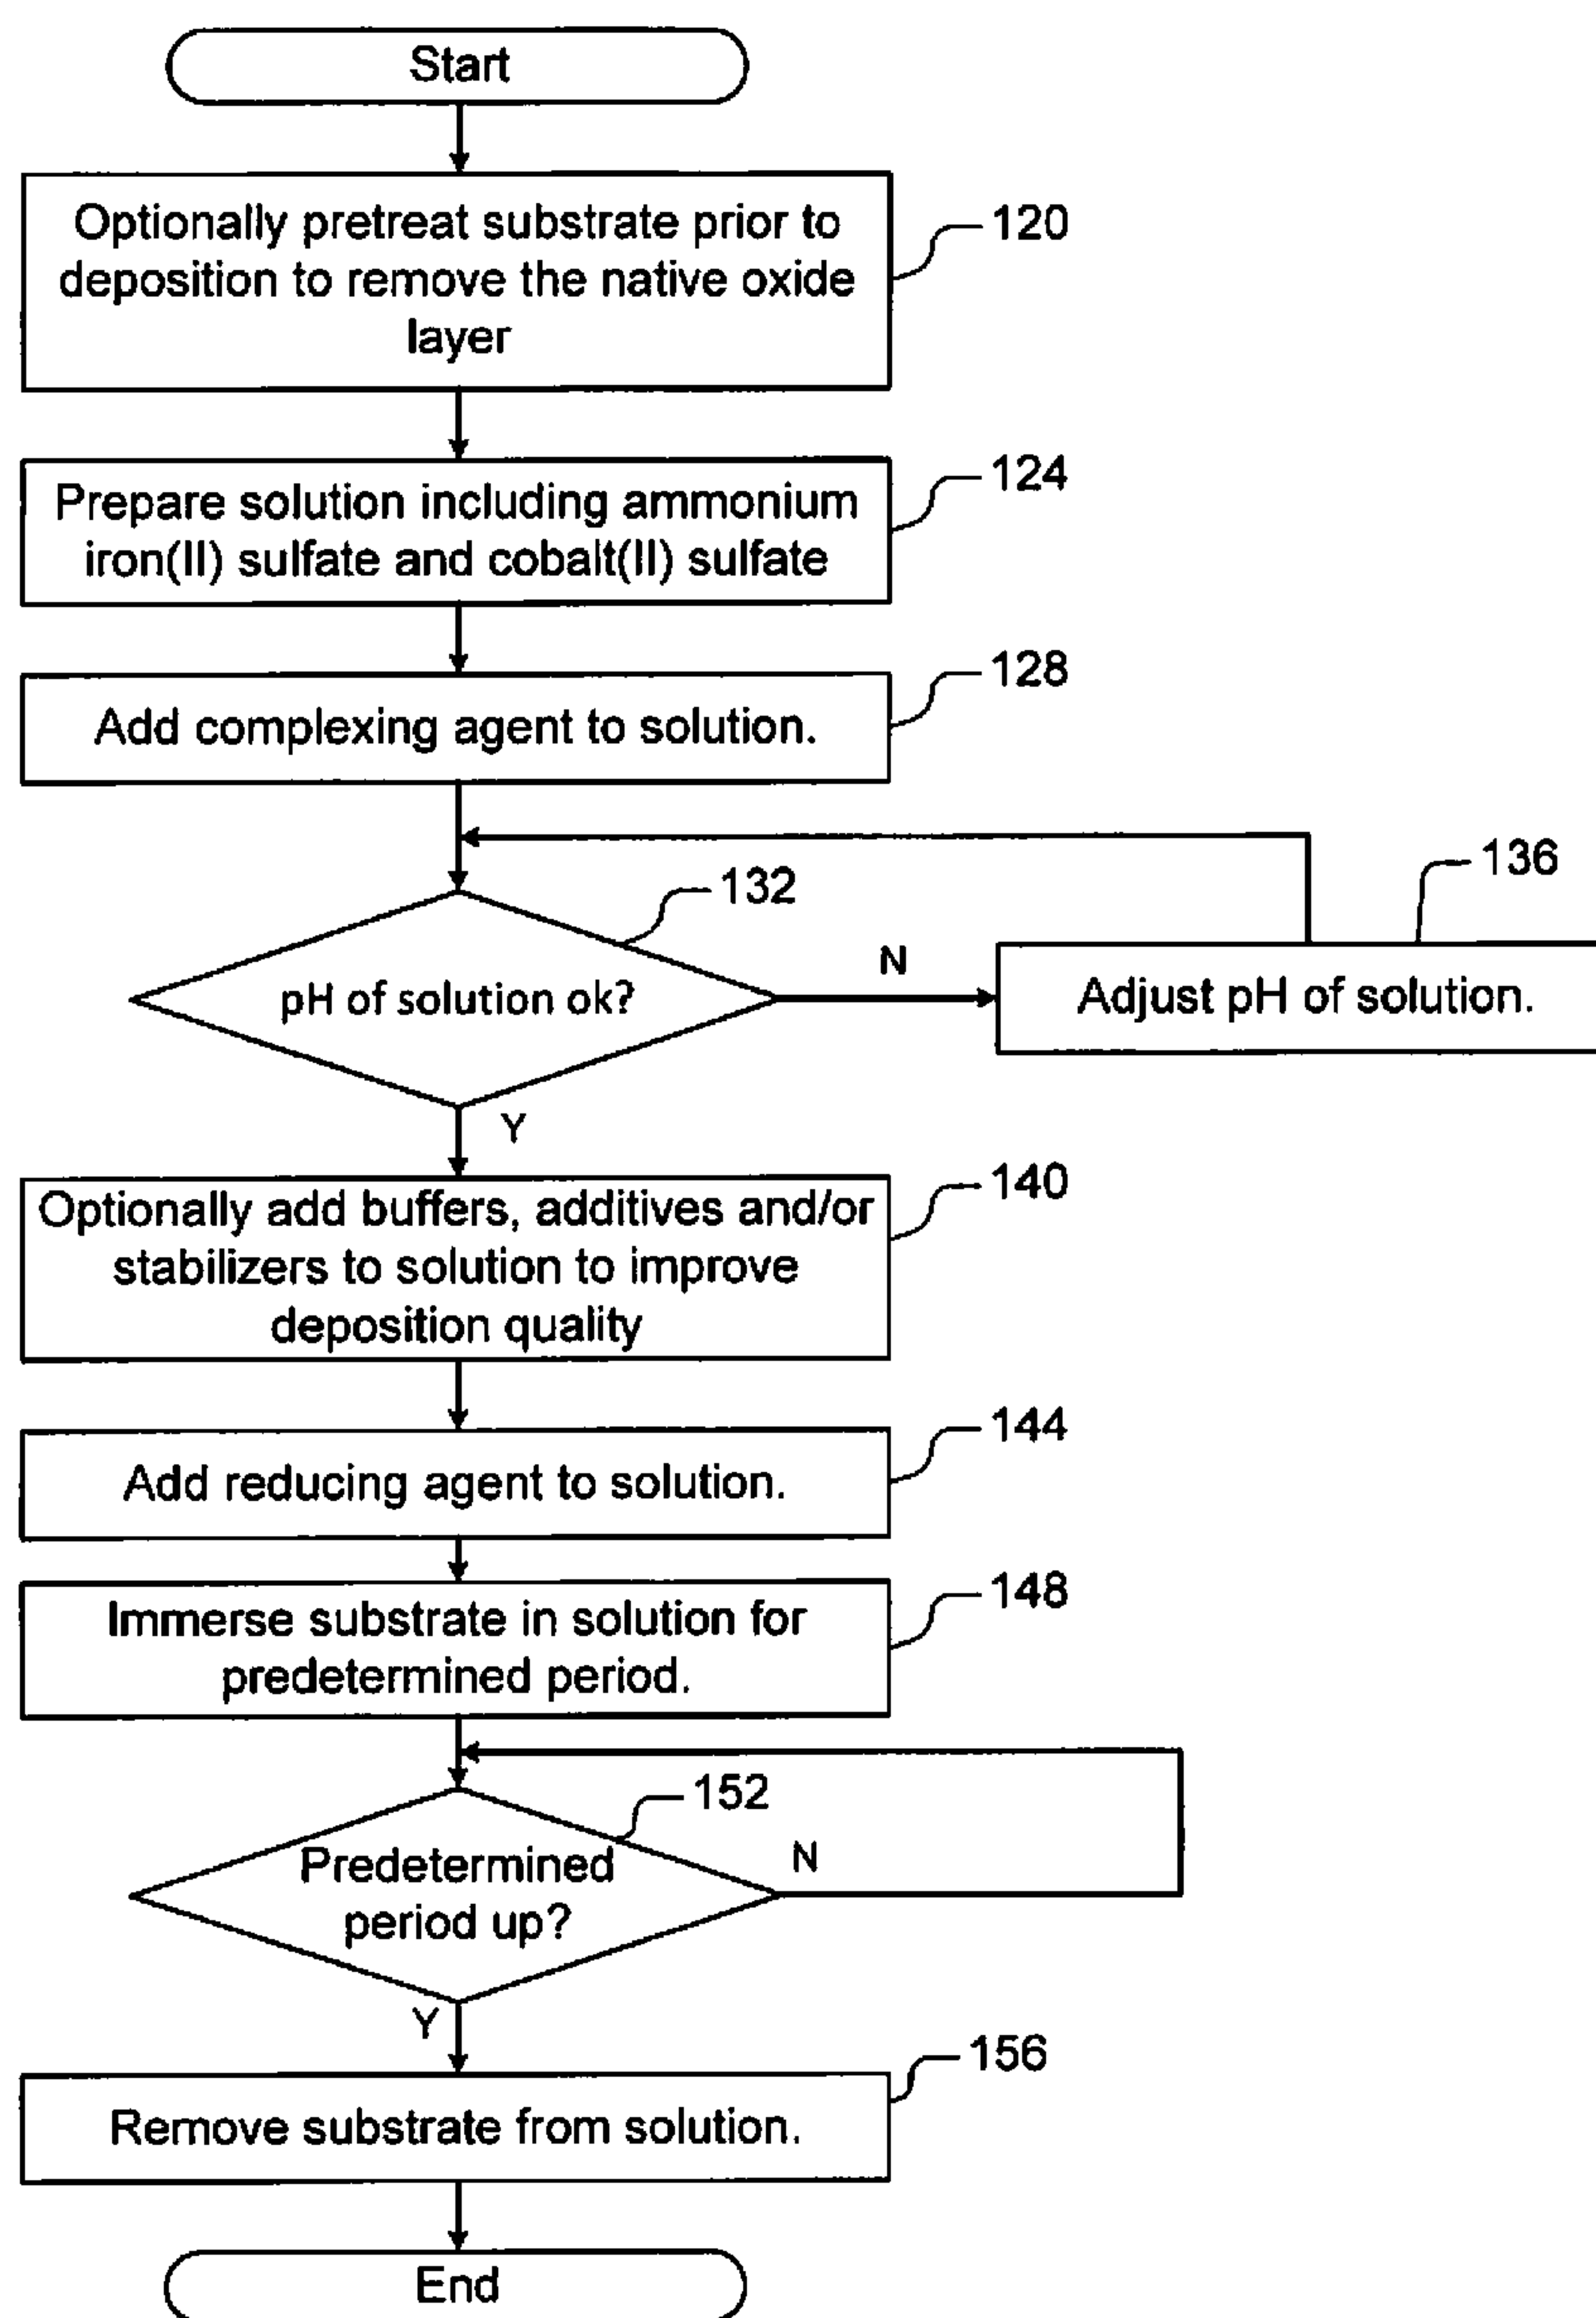 Start
Optionally pretreat substrate prior to
deposition to remove the native oxide
layer
120
Prepare solution including ammonium
iron(II) sulfate and cobalt(II) sulfate
124
Add complexing agent to solution.
128
pH of solution ok?
132
N
Adjust pH of solution.
136
Y
Optionally add buffers, additives and/or
stabilizers to solution to improve
deposition quality
140
Add reducing agent to solution.
144
Immerse substrate in solution for
predetermined period.
148
Predetermined
period up?
152
N
Y
Remove substrate from solution.
156
End